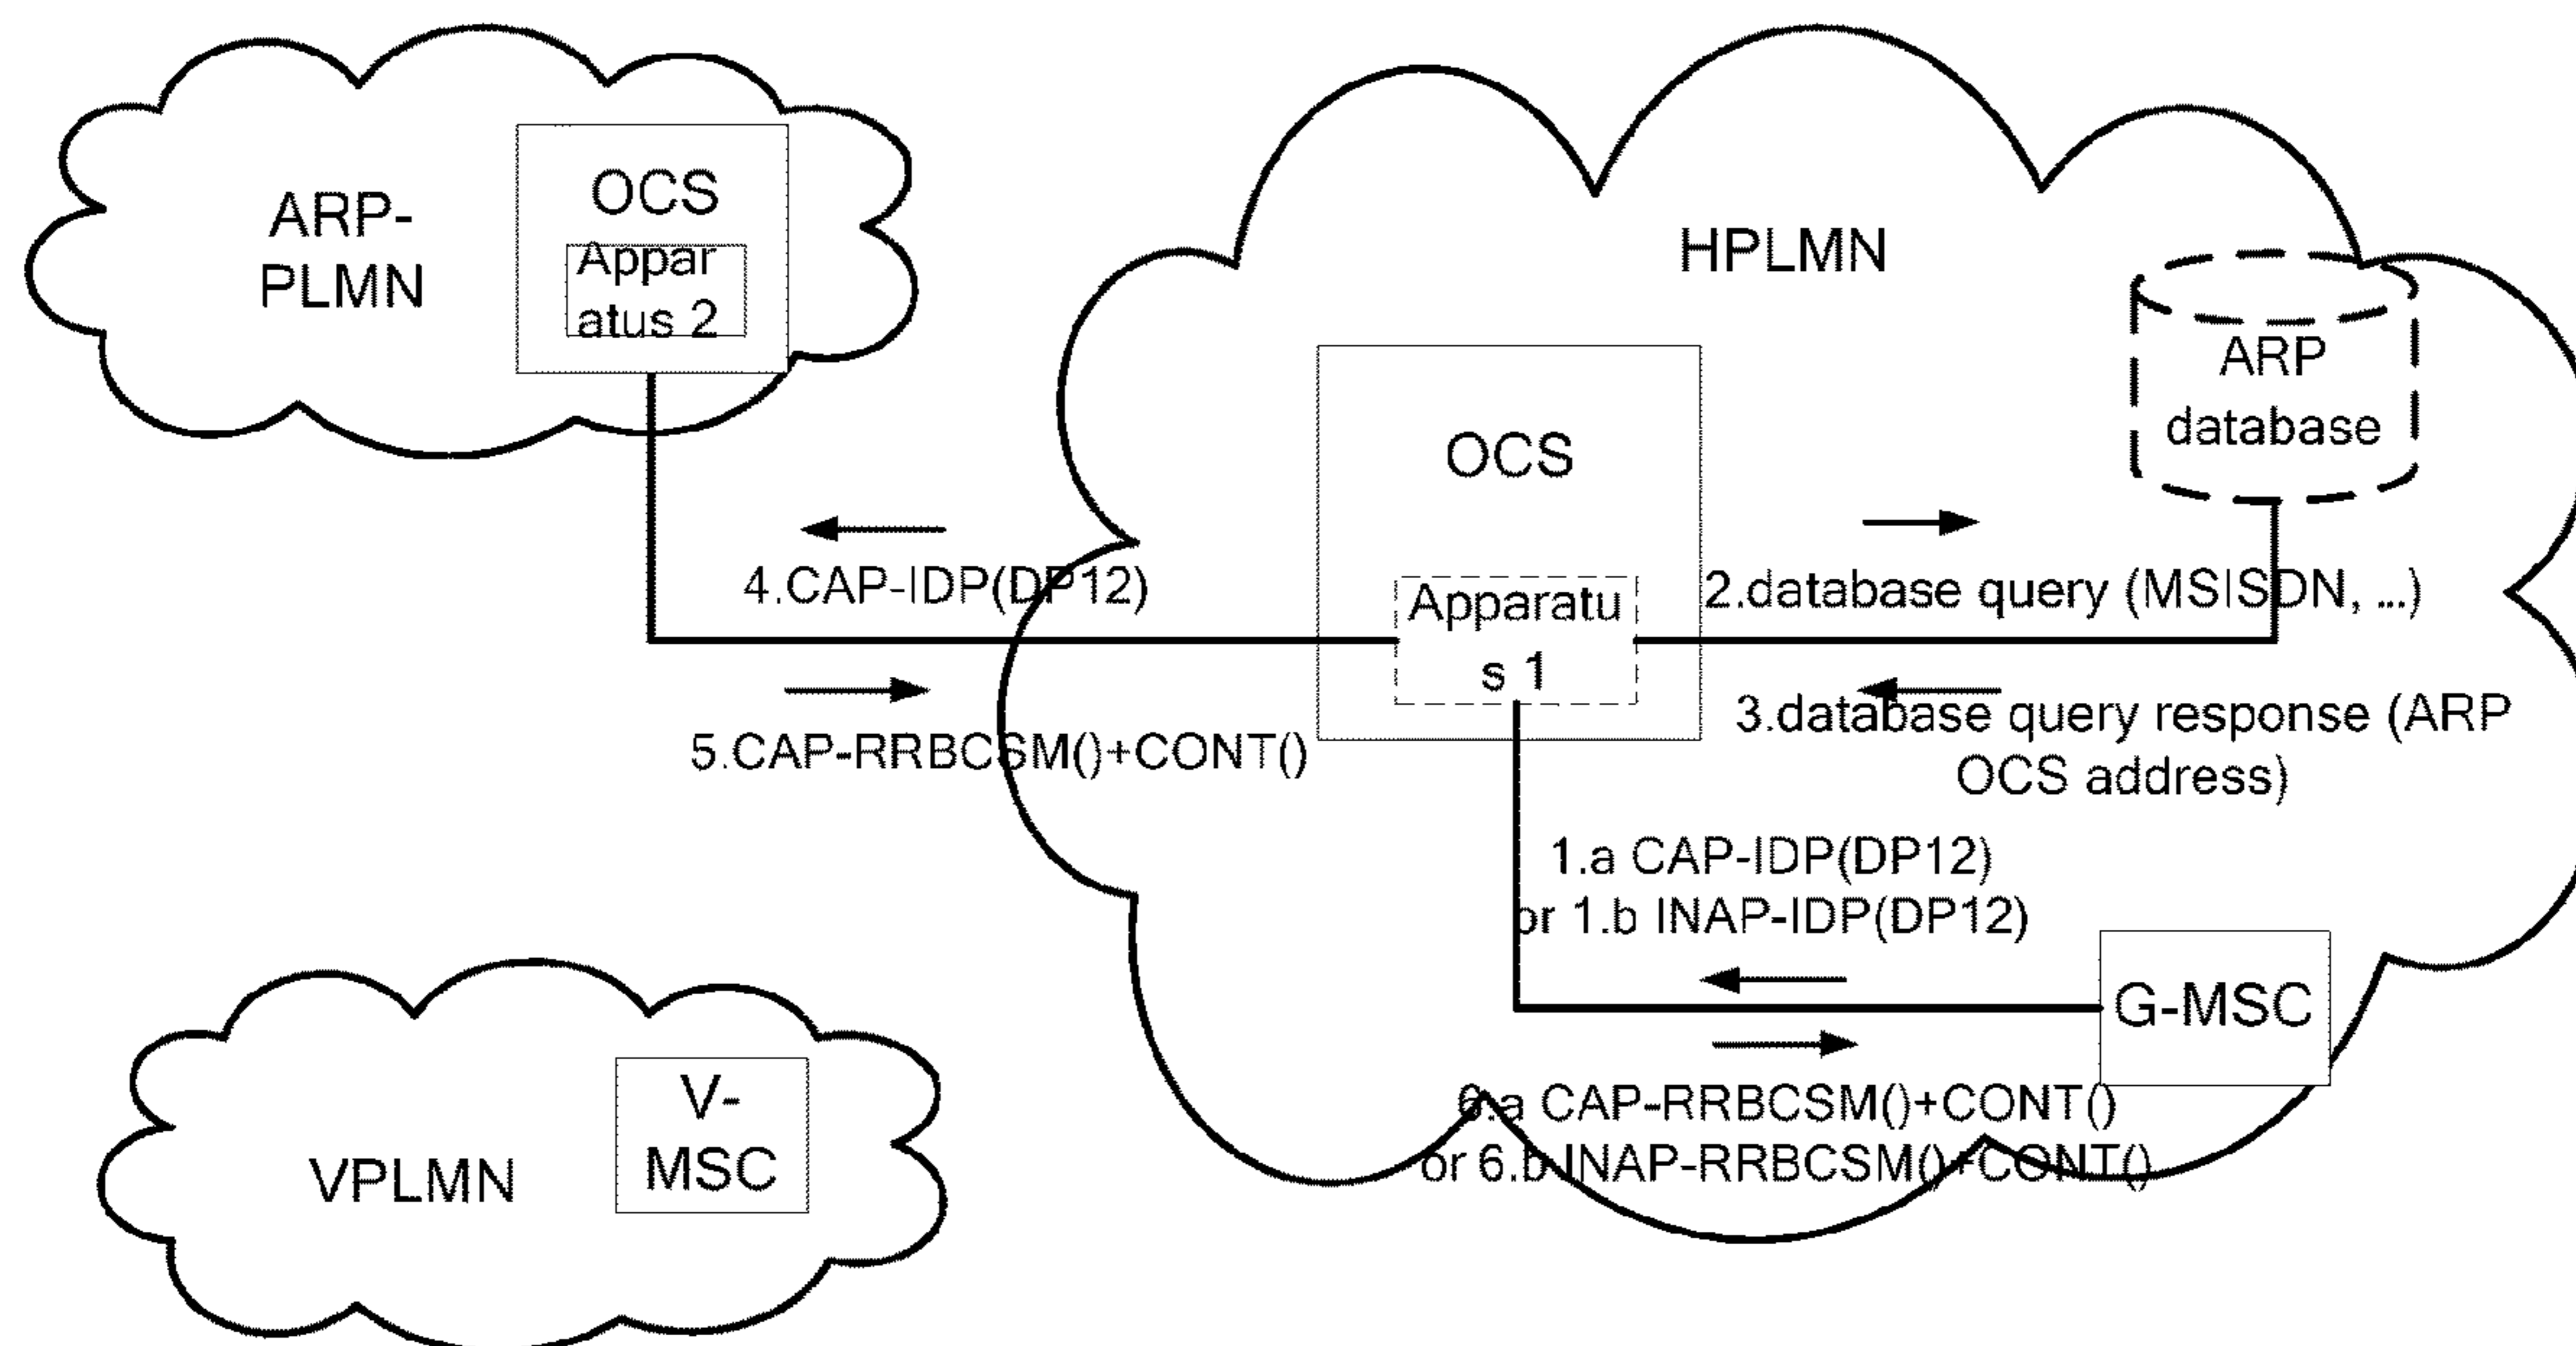 ARP-
PLMN
OCS
Appar
atus 2
HPLMN
ARP
database
OCS
Apparatu
s 1
4.CAP-IDP(DP12)
2.database query (MSISDN, ...)
5.CAP-RRBCSM()+CONT()
3.database query response (ARP
OCS address)
1.a CAP-IDP(DP12)
or 1.b INAP-IDP(DP12)
G-MSC
6.a CAP-RRBCSM()+CONT()
or 6.b INAP-RRBCSM()+CONT()
VPLMN
V-
MSC